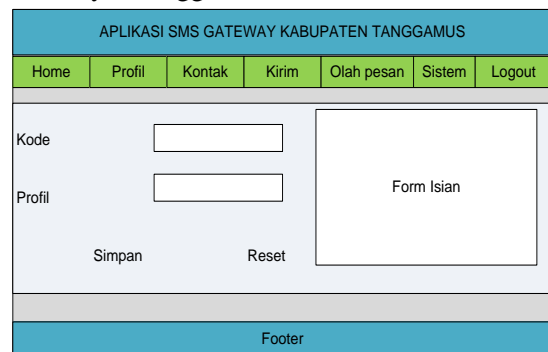 APLIKASI SMS GATEWAY KABUPATEN TANGGAMUS
Home Profil Kontak Kirim Olah pesan Sistem Logout
Kode
Form Isian
Profil
Simpan Reset
Footer